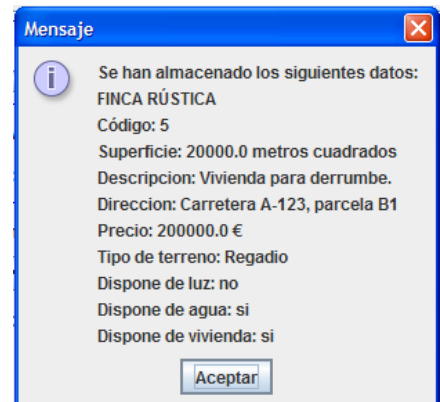 Mensaje
Se han almacenado los siguientes datos:
FINCA RÚSTICA
Código: 5
Superficie: 20000.0 metros cuadrados
Descripcion: Vivienda para derrumbe.
Direccion: Carretera A-123, parcela B1
Precio: 200000.0 €
Tipo de terreno: Regadio
Dispone de luz: no
Dispone de agua: si
Dispone de vivienda: si
Aceptar